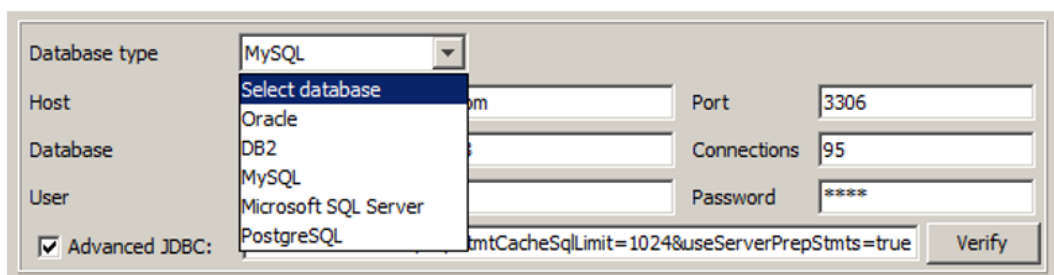 Database type MySQL
Select database
Host om Port 3306
Oracle
Database DB2 Connections 95
MySQL
User Microsoft SQL Server Password ****
Advanced JDBC: PostgreSQL tmtCacheSqlLimit=1024&useServerPrepStmts=true Verify